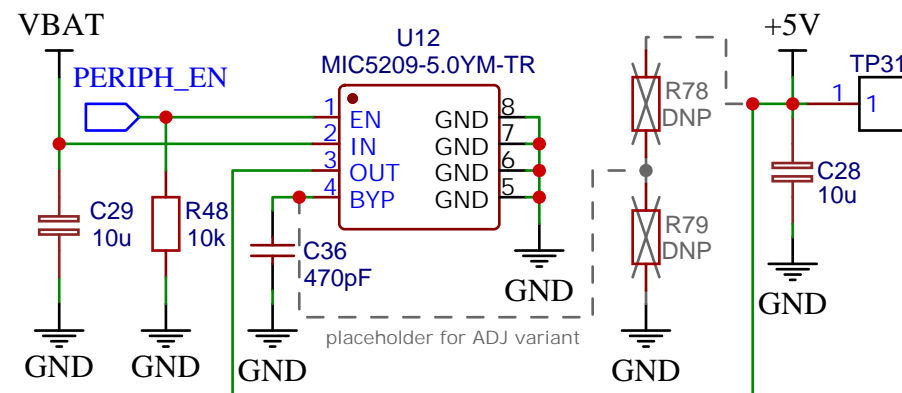 VBAT
PERIPH_EN
U12
MIC5209-5.0YM-TR
1 EN
2 IN
3 OUT
4 BYP
GND 8
GND 7
GND 6
GND 5
C29
10u
R48
10k
C36
470pF
GND
GND
GND
GND
placeholder for ADJ variant
R78
DNP
R79
DNP
GND
+5V
TP31
1
1
C28
10u
GND